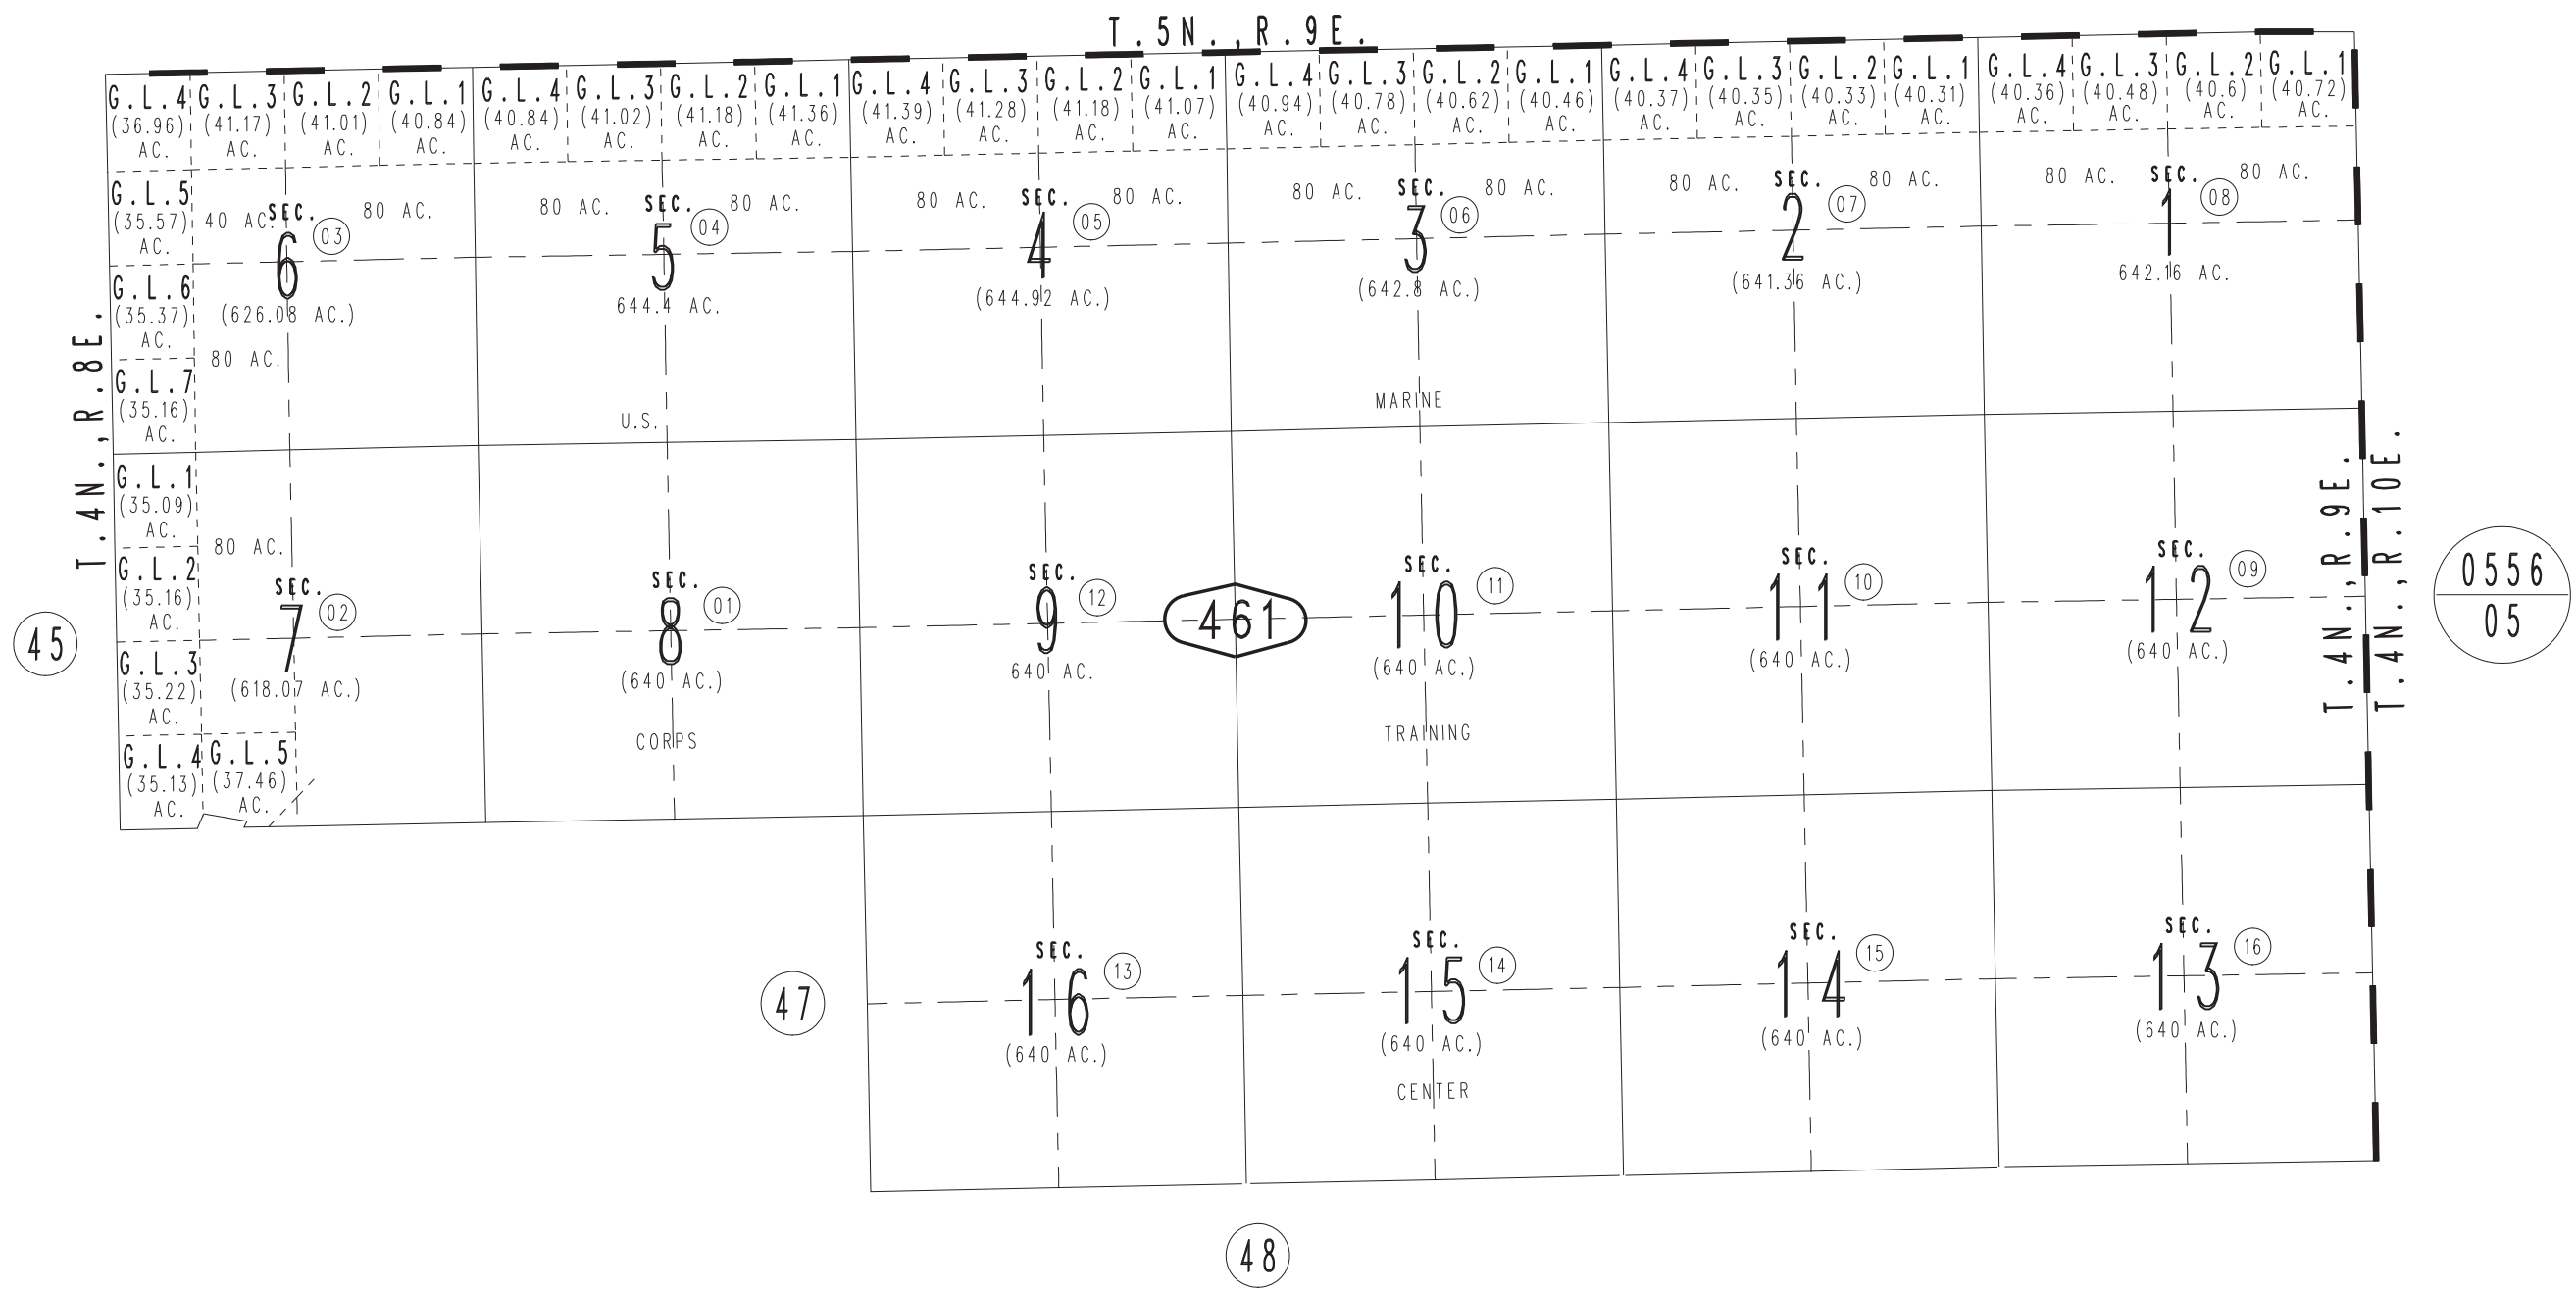 T.5N.,R.9E.
G.L.4 G.L.3 G.L.2 G.L.1 G.L.4 G.L.3 G.L.2 G.L.1 G.L.4 G.L.3 G.L.2 G.L.1 G.L.4 G.L.3 G.L.2 G.L.1 G.L.4 G.L.3 G.L.2 G.L.1 G.L.4 G.L.3 G.L.2 G.L.1
(36.96) (41.17) (41.01) (40.84) (40.84) (41.02) (41.18) (41.36) (41.39) (41.28) (41.18) (41.07) (40.94) (40.78) (40.62) (40.46) (40.37) (40.35) (40.33) (40.31) (40.36) (40.48) (40.6) (40.72)
AC. AC. AC. AC. AC. AC. AC. AC. AC. AC. AC. AC. AC. AC. AC. AC. AC. AC. AC. AC. AC. AC. AC. AC.
G.L.5
(35.57)
AC.
40 AC. SEC. 03 80 AC. 80 AC. SEC. 04 80 AC. 80 AC. SEC. 05 80 AC. 80 AC. SEC. 06 80 AC. 80 AC. SEC. 07 80 AC. 80 AC. SEC. 08 80 AC.
6 5 4 3 2 1
G.L.6
(35.37)
AC.
(626.08 AC.) 644.4 AC. (644.92 AC.) (642.8 AC.) (641.36 AC.) 642.16 AC.
80 AC.
G.L.7
(35.16)
AC.
U.S. MARINE
T.4N.,R.8E.
G.L.1
(35.09)
AC.
80 AC.
G.L.2
(35.16)
AC.
SEC. 02 SEC. 01 SEC. 12 SEC. 11 SEC. 10 SEC. 09
7 8 9 461 10 11 12
45
T.4N.,R.9E.
T.4N.,R.10E.
0556
05
G.L.3
(35.22)
AC.
(618.07 AC.) (640 AC.) 640 AC. (640 AC.) (640 AC.) (640 AC.)
CORPS TRAINING
G.L.4 G.L.5
(35.13) (37.46)
AC. AC.
SEC. 13 SEC. 14 SEC. 15 SEC. 16
47 16 15 14 13
(640 AC.) (640 AC.) (640 AC.) (640 AC.)
CENTER
48